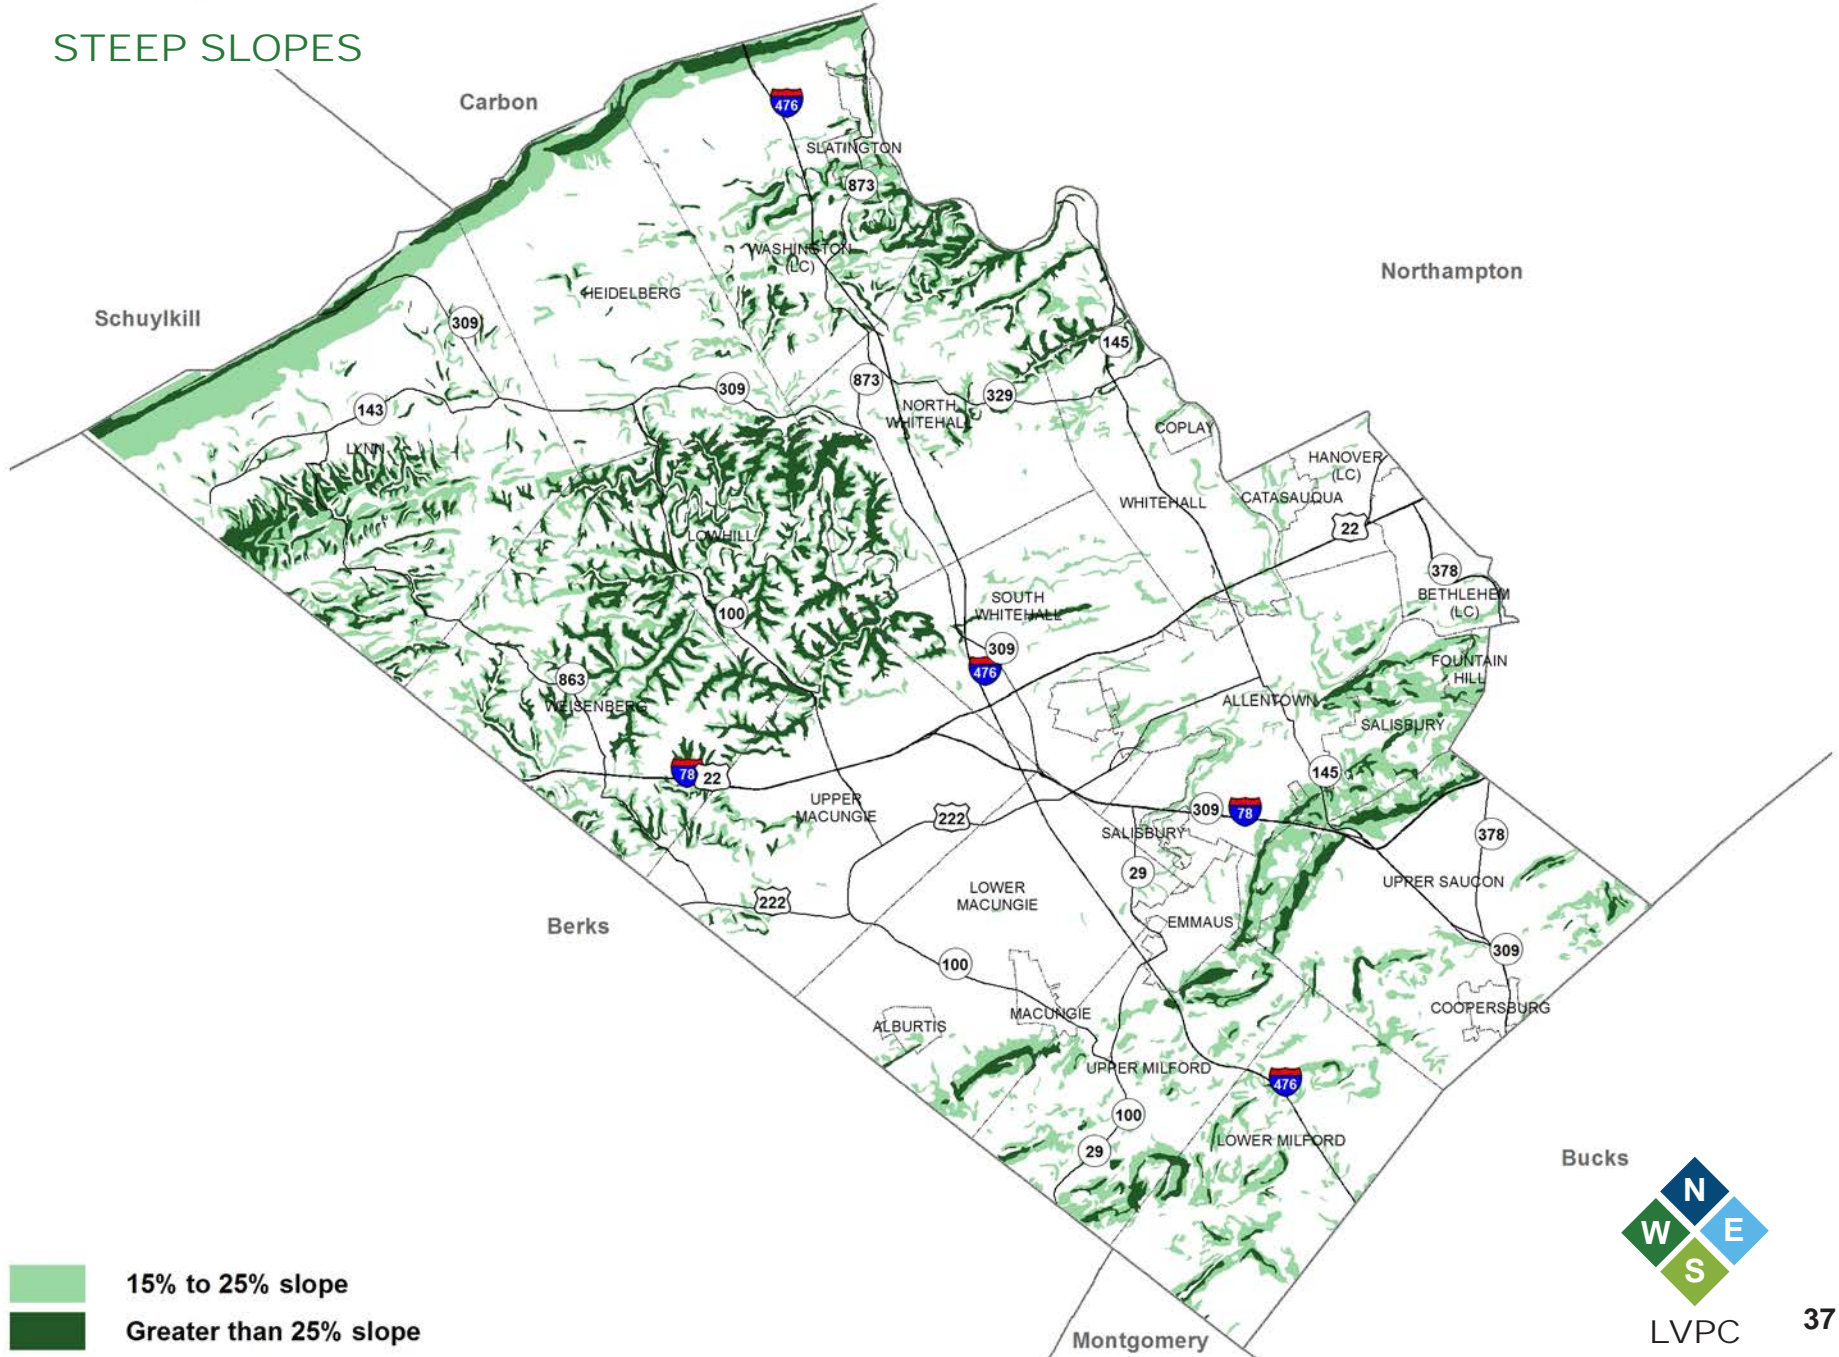 STEEP SLOPES
Carbon
476
SLATINGTON
873
Northampton
WASHINGTON
(LC)
HEIDELBERG
Schuylkill
309
145
309
873
329
143
NORTH
WHITEHALL
COPLAY
LYNN
HANOVER
(LC)
CATASAUQUA
WHITEHALL
22
LOWHILL
378
BETHLEHEM
(LC)
SOUTH
WHITEHALL
100
309
476
FOUNTAIN
HILL
863
WEISENBERG
ALLENTOWN
SALISBURY
78
22
145
UPPER
MACUNGIE
222
309
78
SALISBURY
378
29
UPPER SAUCON
LOWER
MACUNGIE
222
EMMAUS
Berks
309
100
COOPERSBURG
MACUNGIE
ALBURTIS
UPPER MILFORD
476
100
LOWER MILFORD
29
Bucks
N
W
E
S
LVPC
15% to 25% slope
Greater than 25% slope
Montgomery
37